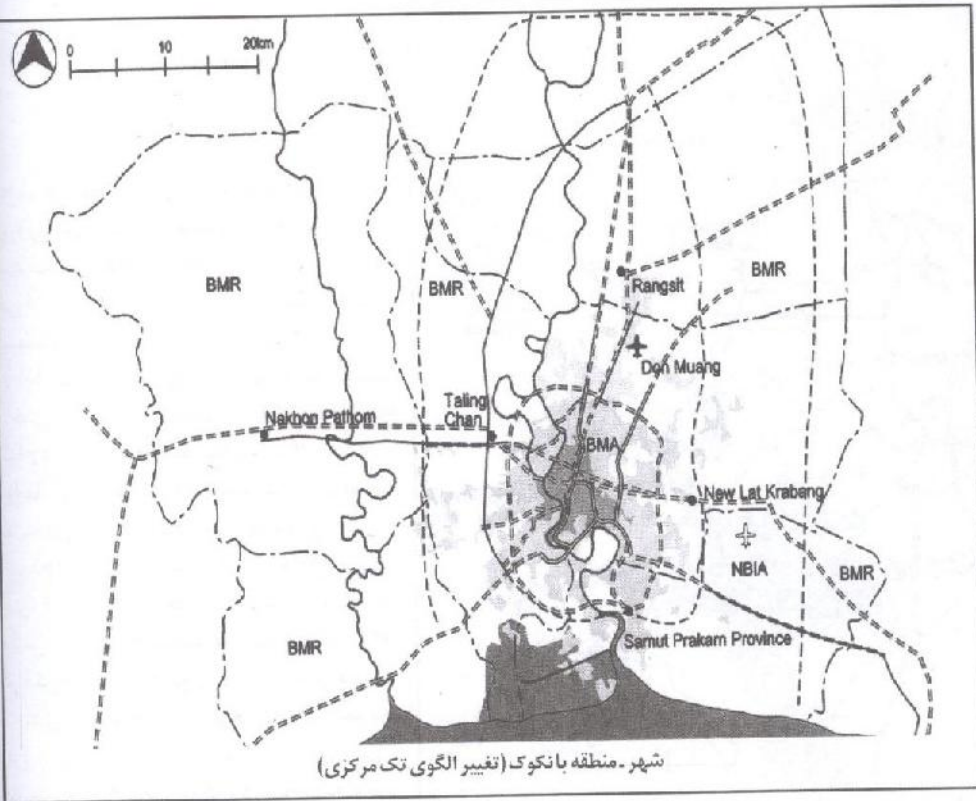 0 10 20km
BMR
BMR
BMR
Rangsit
Don Muang
Taling
Chan
Nakhon Pathom
BMA
New Lat Krabang
NBIA
BMR
BMR
Samut Prakarn Province
شهر ـ منطقه بانکوک (تغییر الگوی تک مرکزی)